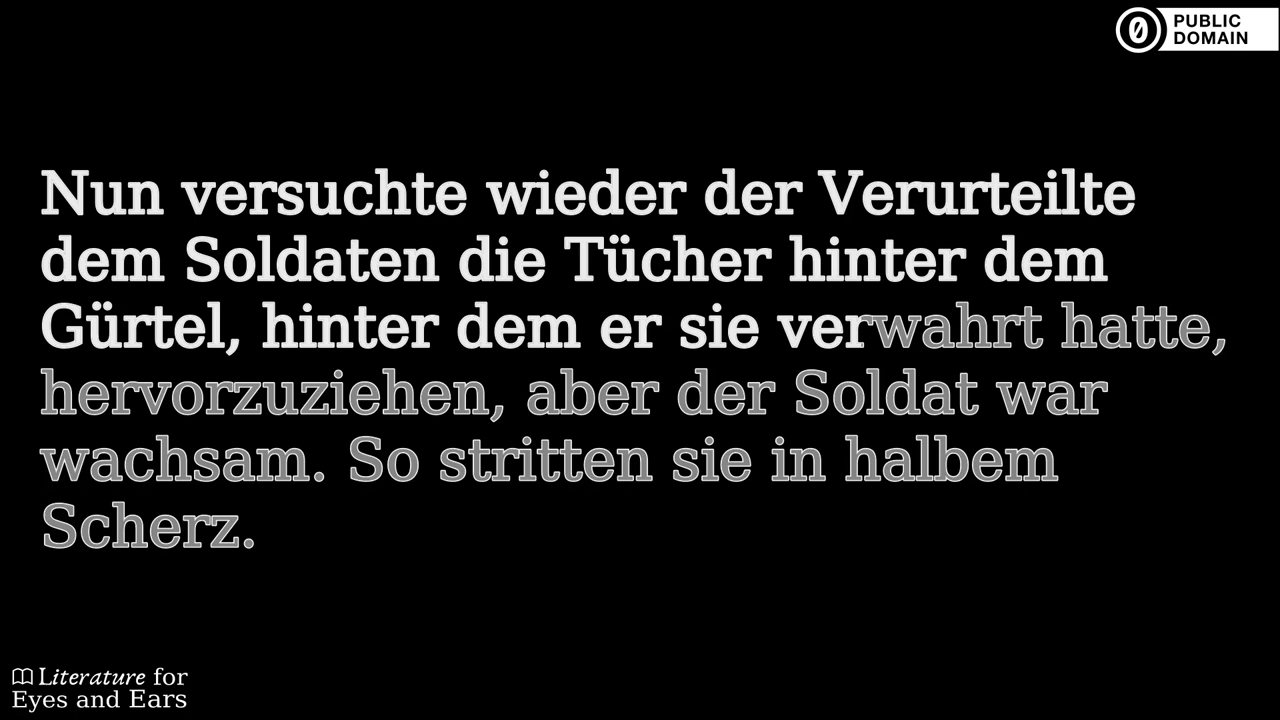 PUBLIC
DOMAIN
Nun versuchte wieder der Verurteilte
dem Soldaten die Tücher hinter dem
Gürtel, hinter dem er sie verwahrt hatte,
hervorzuziehen, aber der Soldat war
wachsam. So stritten sie in halbem
Scherz.
Literature for
Eyes and Ears